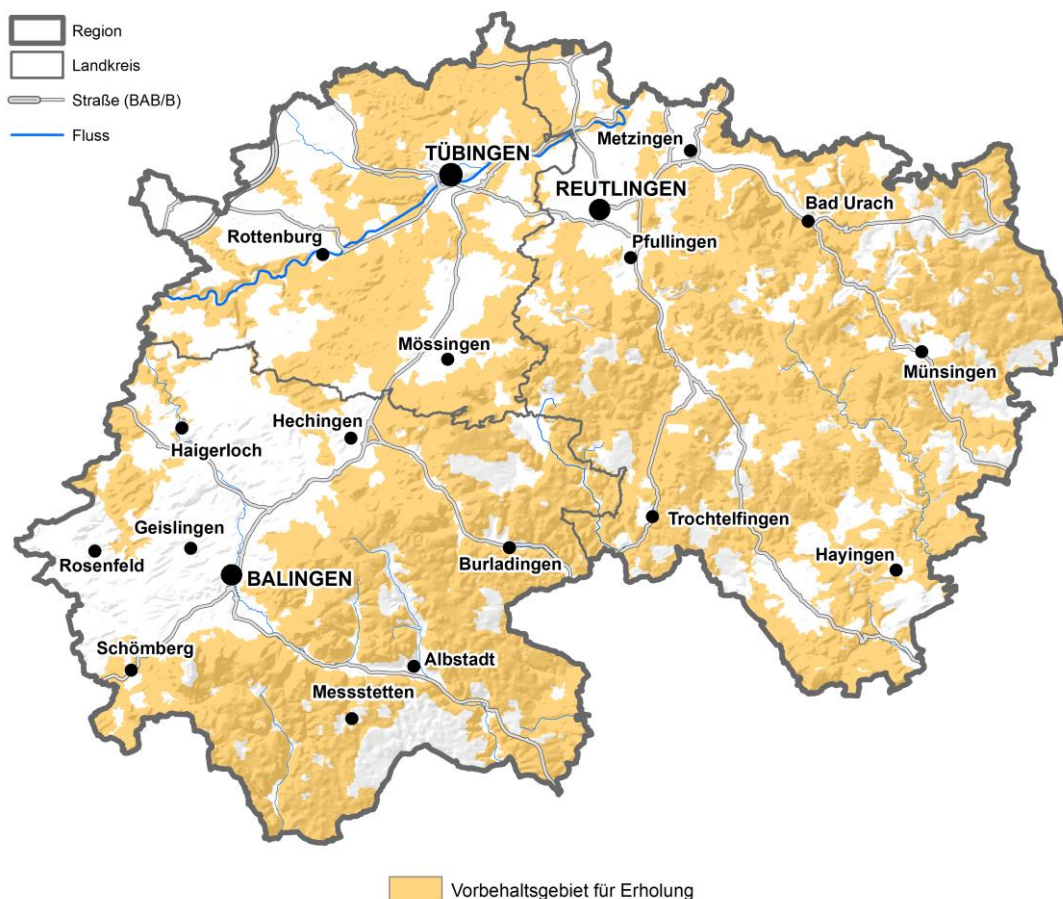 Region
Landkreis
Straße (BAB/B)
Fluss
Metzingen
TÜBINGEN
REUTLINGEN
Bad Urach
Rottenburg
Pfullingen
Mössingen
Münsingen
Hechingen
Haigerloch
Trochtelfingen
Geislingen
Rosenfeld
Burladingen
Hayingen
BALINGEN
Schömberg
Albstadt
Messstetten
Vorbehaltsgebiet für Erholung